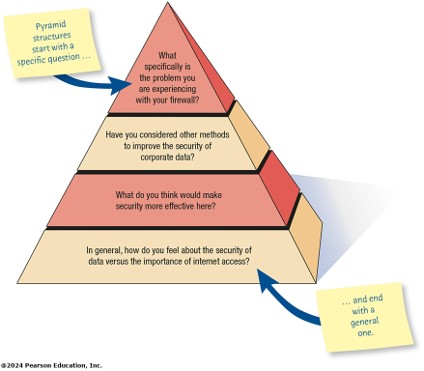 Pyramid
structures
start with a
specific question ...
What
specifically is
the problem you
are experiencing
with your firewall?
Have you considered other methods
to improve the security of
corporate data?
What do you think would make
security more effective here?
In general, how do you feel about the security of
data versus the importance of internet access?
... and end
with a
general
one.
©2024 Pearson Education, Inc.